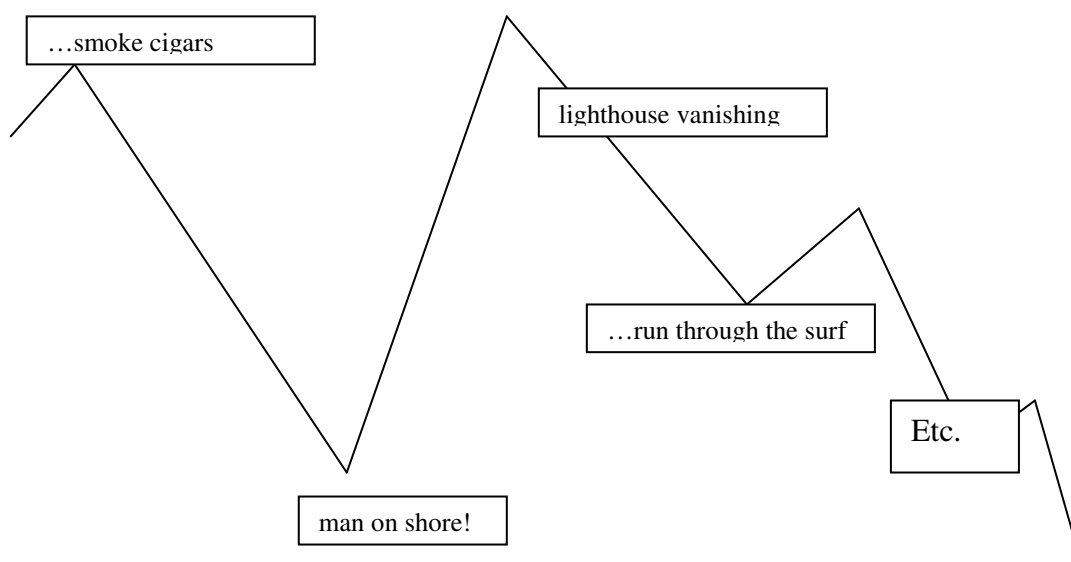 …smoke cigars
lighthouse vanishing
…run through the surf
Etc.
man on shore!